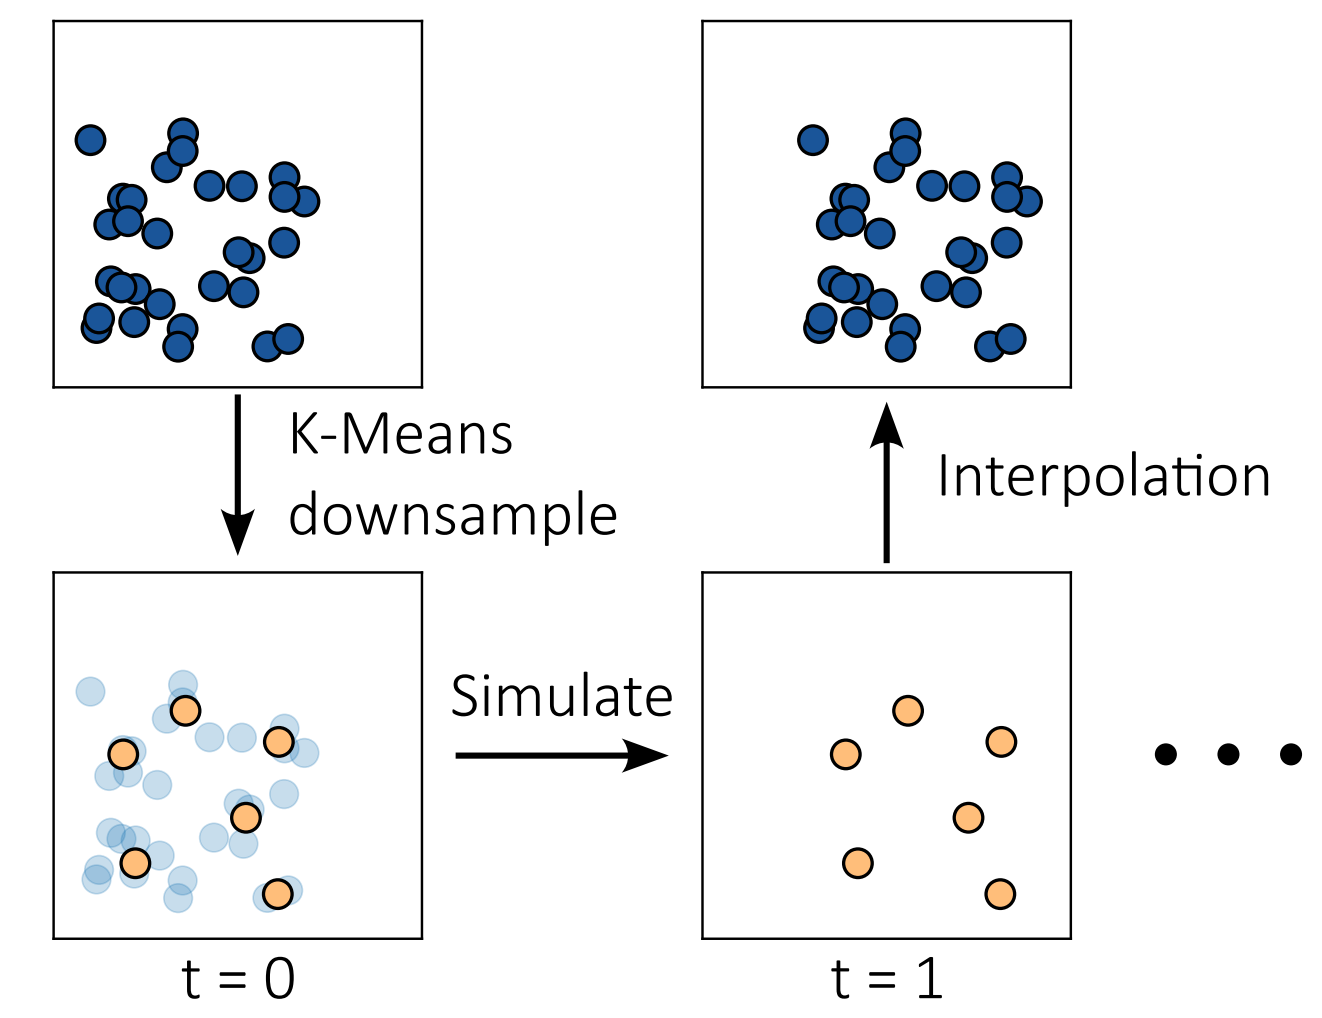 K-Means
downsample
Interpolation
Simulate
t = 0
t = 1